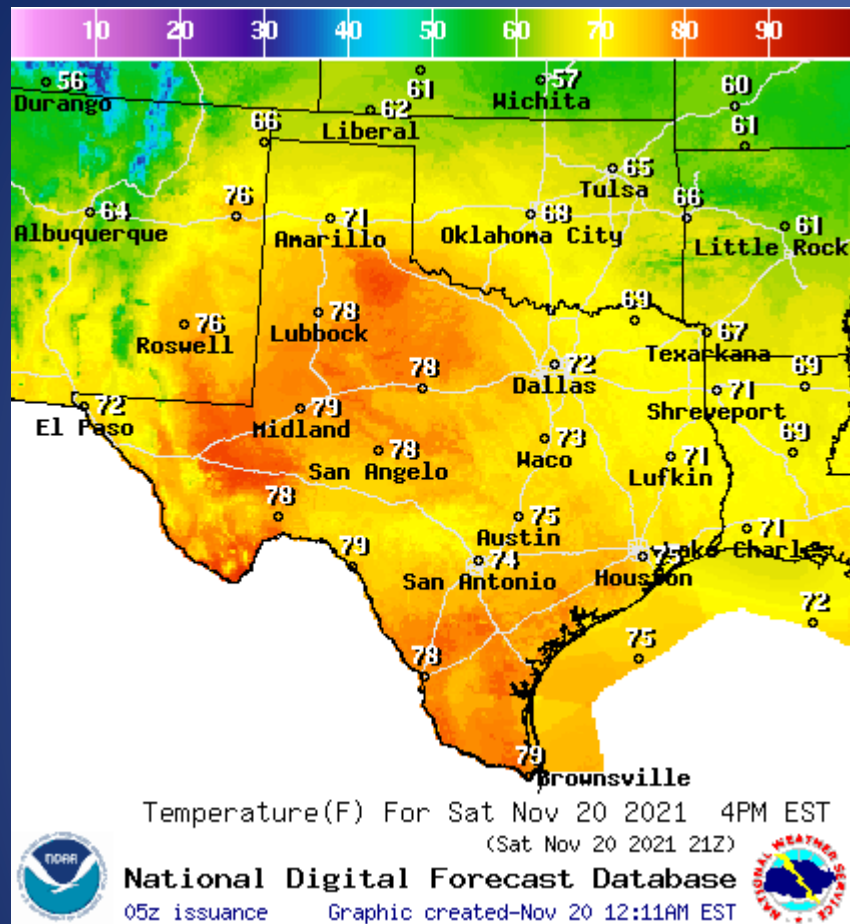 10 20 30 40 50 60 70 80 90
56
Durango
61
62
Liberal
57
Wichita
60
61
66
65
Tulsa
64
Albuquerque
76
71
Amarillo
68
Oklahoma City
66
61
Little Rock
76
Roswell
78
Lubbock
69
67
Texarkana
72
El Paso
79
Midland
78
72
Dallas
71
Shreveport
69
78
San Angelo
73
Waco
71
Lufkin
69
78
75
Austin
71
Lake Charl
79
74
San Antonio
Houston
78
75
72
79
Brownsville
Temperature(F) For Sat Nov 20 2021 4PM EST
(Sat Nov 20 2021 21Z)
NOAA
National Digital Forecast Database
05z issuance Graphic created-Nov 20 12:11AM EST
NATIONAL WEATHER SERVICE